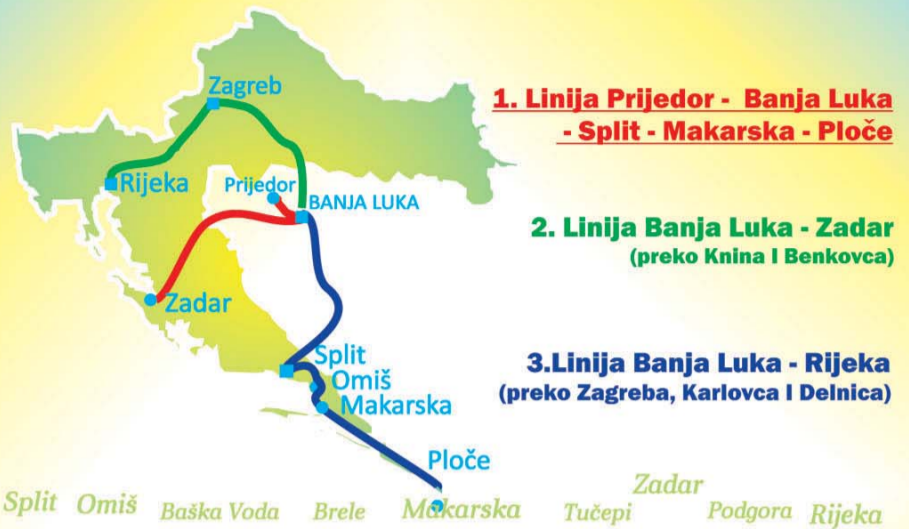 Zagreb
Rijeka
Prijedor
BANJA LUKA
Zadar
Split
Omiš
Makarska
Ploče
1. Linija Prijedor - Banja Luka
- Split - Makarska - Ploče
2. Linija Banja Luka - Zadar
(preko Knina I Benkovca)
3.Linija Banja Luka - Rijeka
(preko Zagreba, Karlovca I Delnica)
Split Omiš Baška Voda Brele Makarska Tučepi Zadar Podgora Rijeka